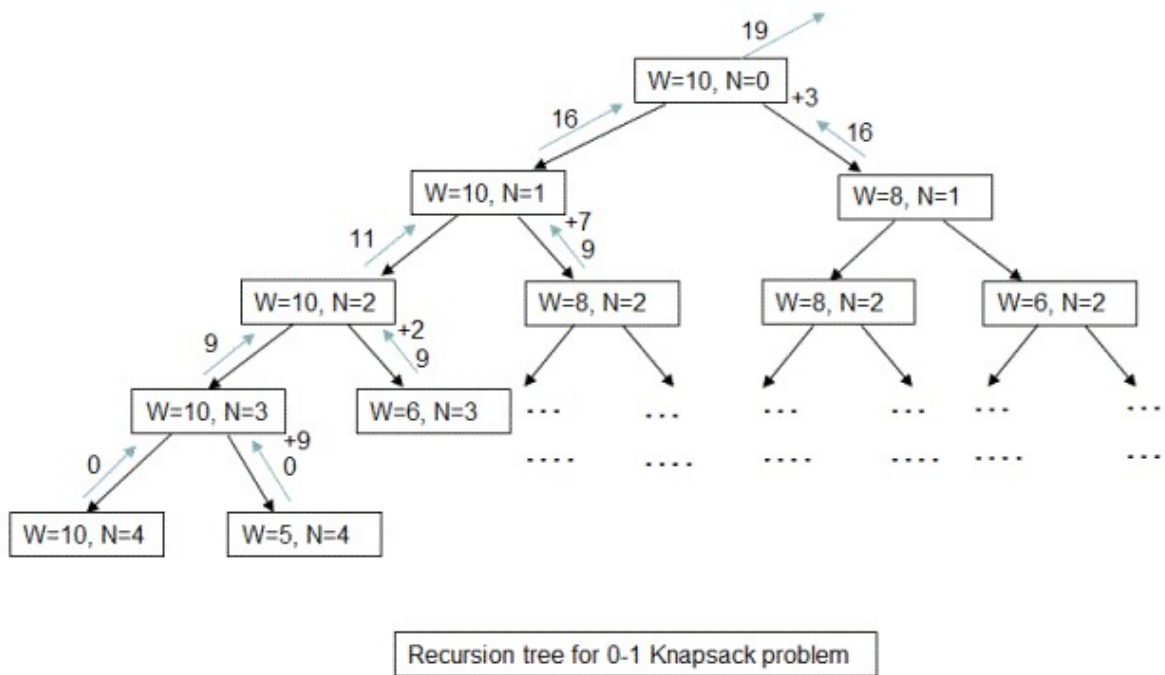 19
W=10, N=0
+3
16
16
W=10, N=1
W=8, N=1
11
+7
9
W=10, N=2
W=8, N=2
W=8, N=2
W=6, N=2
9
+2
9
W=10, N=3
W=6, N=3
... ... ... ... ... ...
0
+9
0
.... .... .... .... .... ...
W=10, N=4
W=5, N=4
Recursion tree for 0-1 Knapsack problem